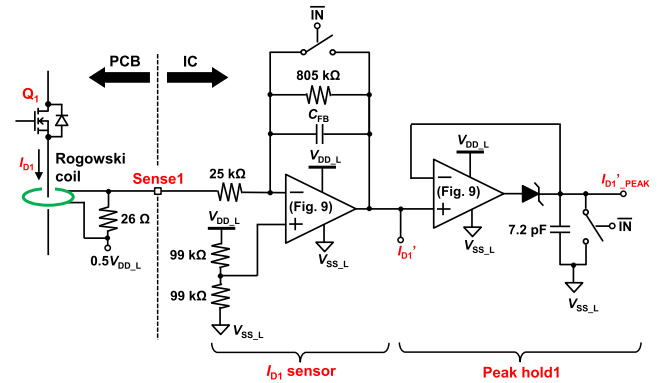 IN
PCB
IC
805 kΩ
Q1
CFB
VDD_L
VDD_L
ID1
Rogowski
coil
Sense1
25 kΩ
(Fig. 9)
(Fig. 9)
ID1'_PEAK
26 Ω
VDD_L
7.2 pF
IN
0.5VDD_L
99 kΩ
VSS_L
ID1'
VSS_L
99 kΩ
VSS_L
VSS_L
ID1 sensor
Peak hold1